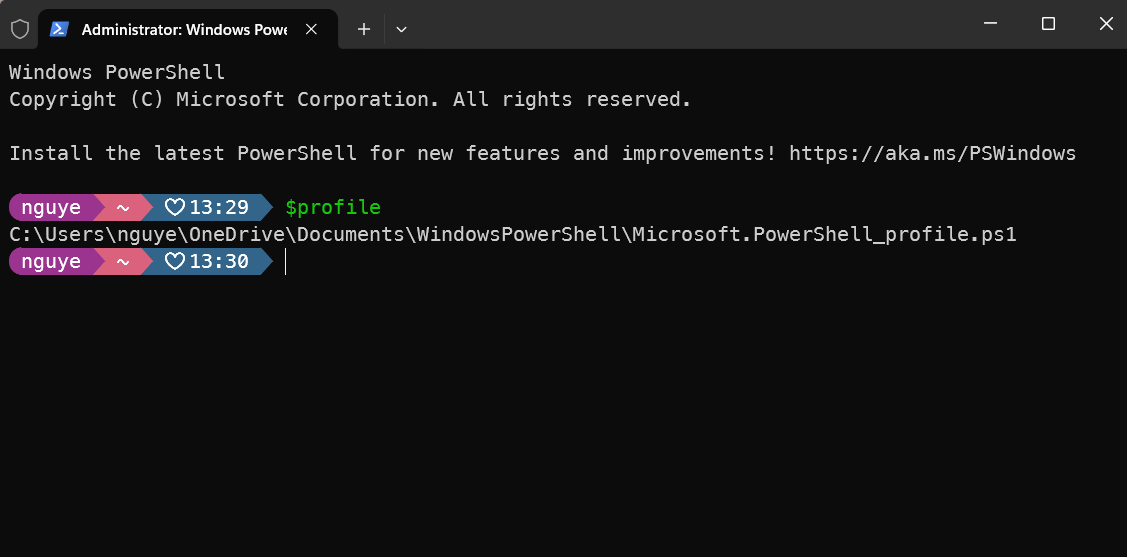 Administrator: Windows Powe
Windows PowerShell
Copyright (C) Microsoft Corporation. All rights reserved.
Install the latest PowerShell for new features and improvements! https://aka.ms/PSWindows
nguye ~ ♡13:29 $profile
C:\Users\nguye\OneDrive\Documents\WindowsPowerShell\Microsoft.PowerShell_profile.ps1
nguye ~ ♡13:30